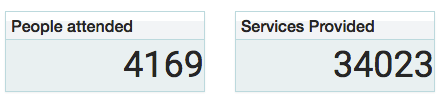 People attended
4169
Services Provided
34023